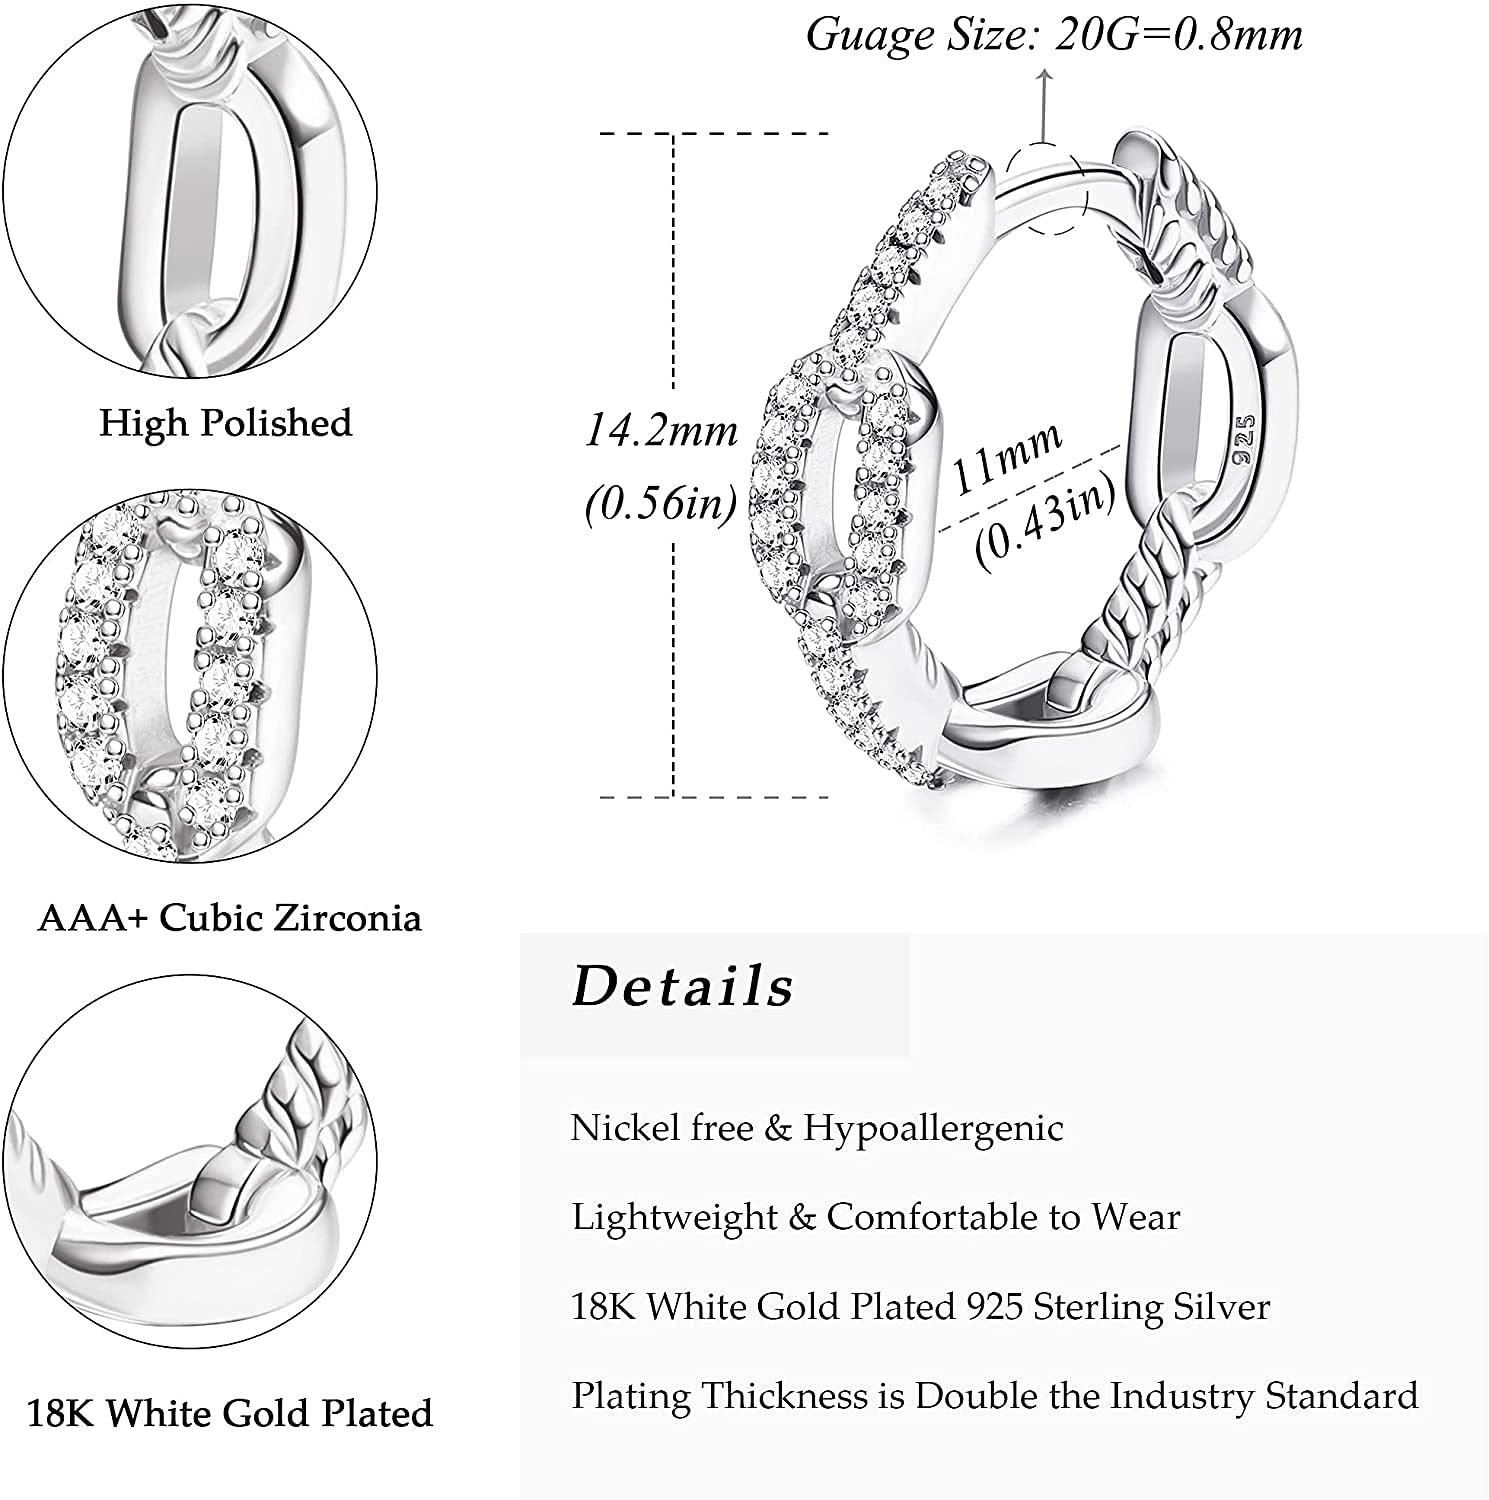 Guage Size: 20G=0.8mm
High Polished
14.2mm
(0.56in)
11mm
(0.43in)
925
AAA+ Cubic Zirconia
18K White Gold Plated
Details
Nickel free & Hypoallergenic
Lightweight & Comfortable to Wear
18K White Gold Plated 925 Sterling Silver
Plating Thickness is Double the Industry Standard